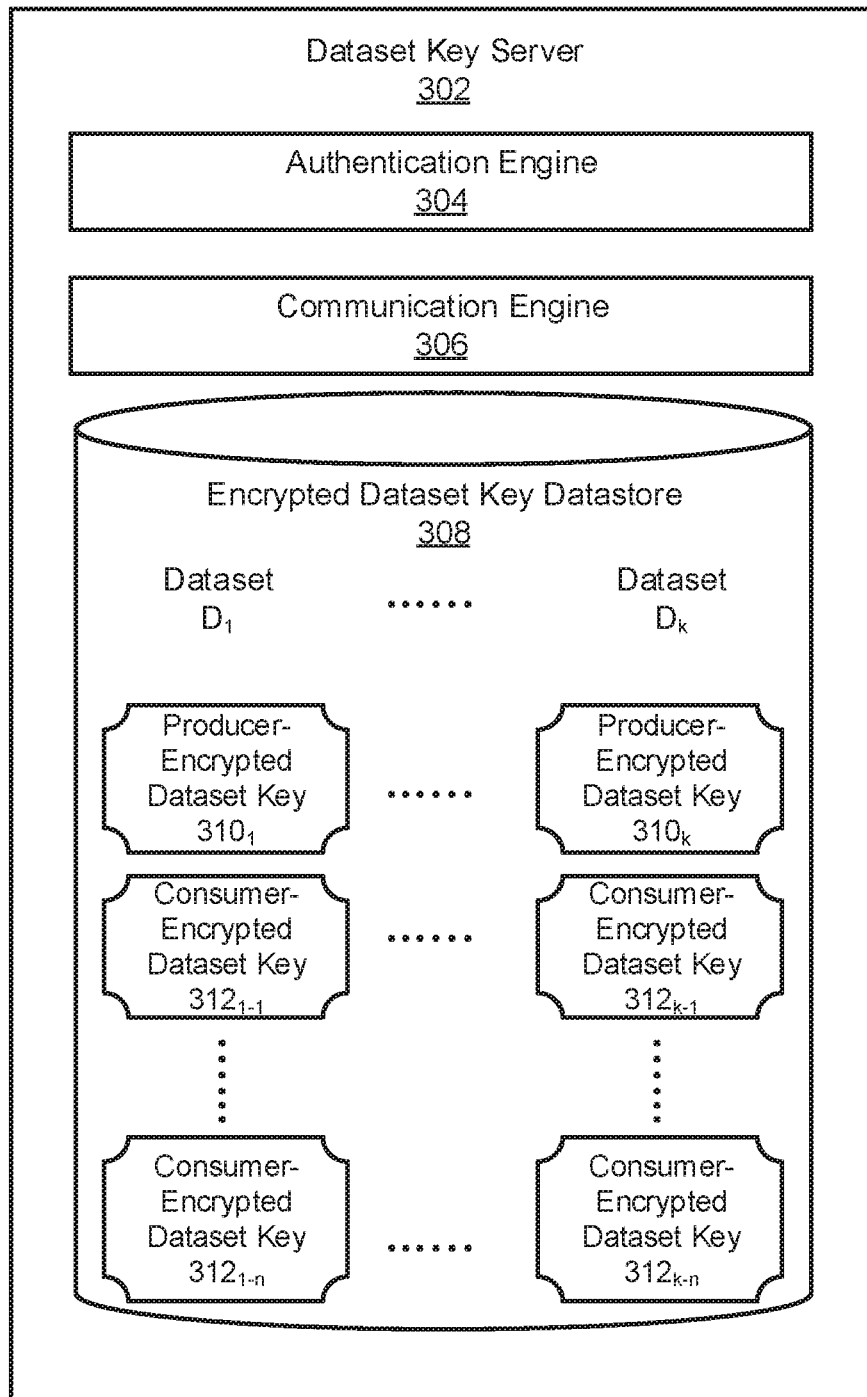 Dataset Key Server
302
Authentication Engine
304
Communication Engine
306
Encrypted Dataset Key Datastore
308
Dataset
D₁
......
Dataset
Dₖ
Producer-
Encrypted
Dataset Key
310₁
......
Producer-
Encrypted
Dataset Key
310ₖ
Consumer-
Encrypted
Dataset Key
312₁₋₁
......
Consumer-
Encrypted
Dataset Key
312ₖ₋₁
Consumer-
Encrypted
Dataset Key
312₁₋ₙ
......
Consumer-
Encrypted
Dataset Key
312ₖ₋ₙ